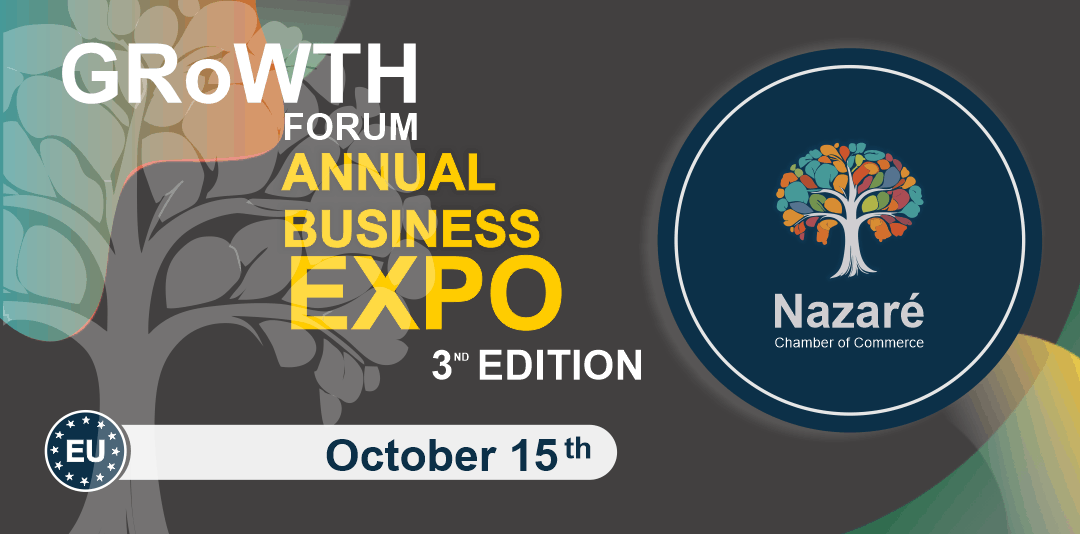 GRoWTH
FORUM
ANNUAL
BUSINESS
EXPO
3ND EDITION
EU
October 15th
Nazaré
Chamber of Commerce